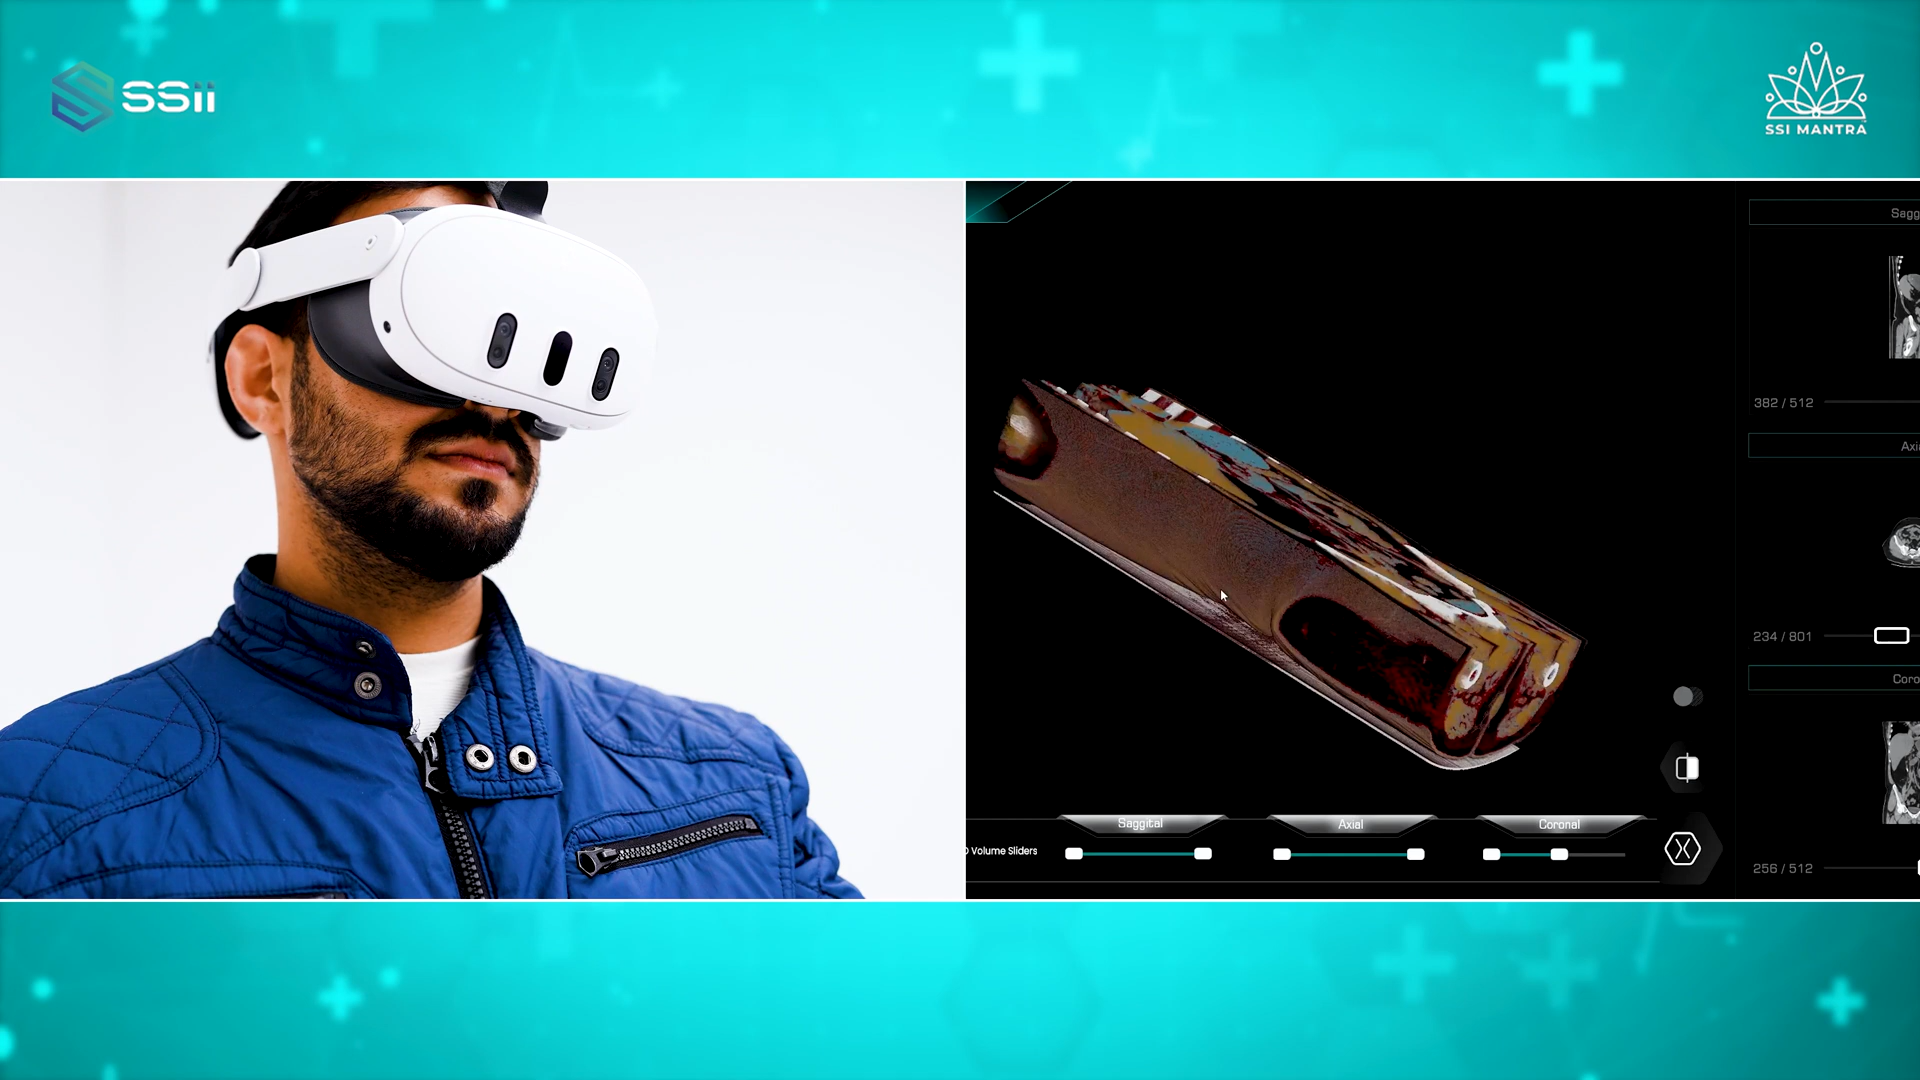 SSii
SSI MANTRA
Sagg
382 / 512
Axi
234 / 801
Coro
256 / 512
Saggital
Axial
Coronal
Volume Sliders